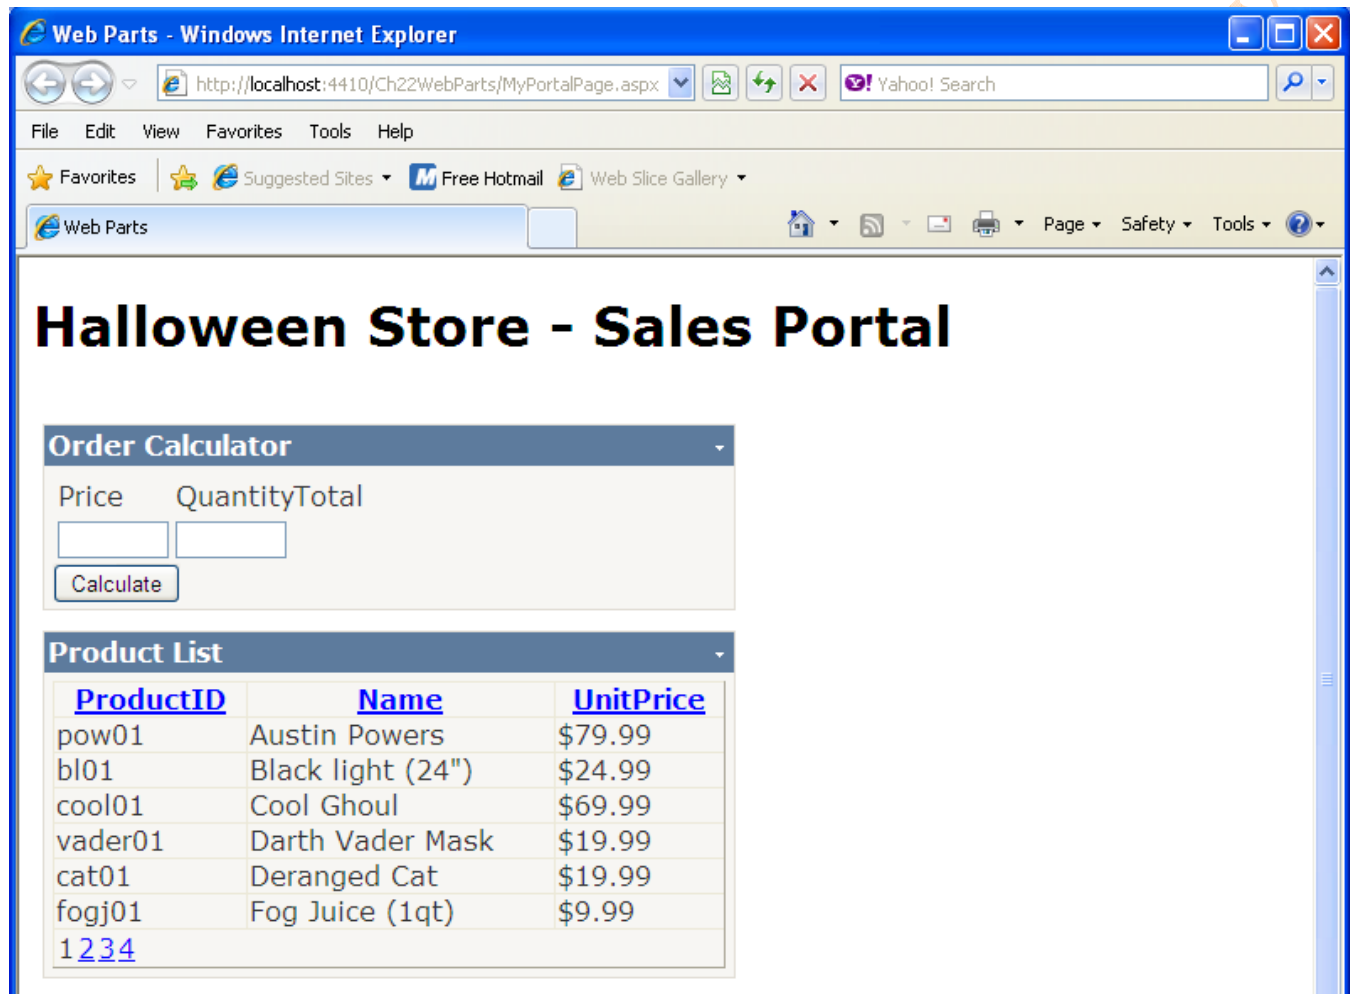 Web Parts - Windows Internet Explorer
http://localhost:4410/Ch22WebParts/MyPortalPage.aspx Yahoo! Search
File Edit View Favorites Tools Help
Favorites Suggested Sites Free Hotmail Web Slice Gallery
Web Parts Page Safety Tools
Halloween Store - Sales Portal
Order Calculator
Price QuantityTotal
Calculate
Product List
ProductID Name UnitPrice
pow01 Austin Powers $79.99
bl01 Black light (24") $24.99
cool01 Cool Ghoul $69.99
vader01 Darth Vader Mask $19.99
cat01 Deranged Cat $19.99
fogj01 Fog Juice (1qt) $9.99
1234